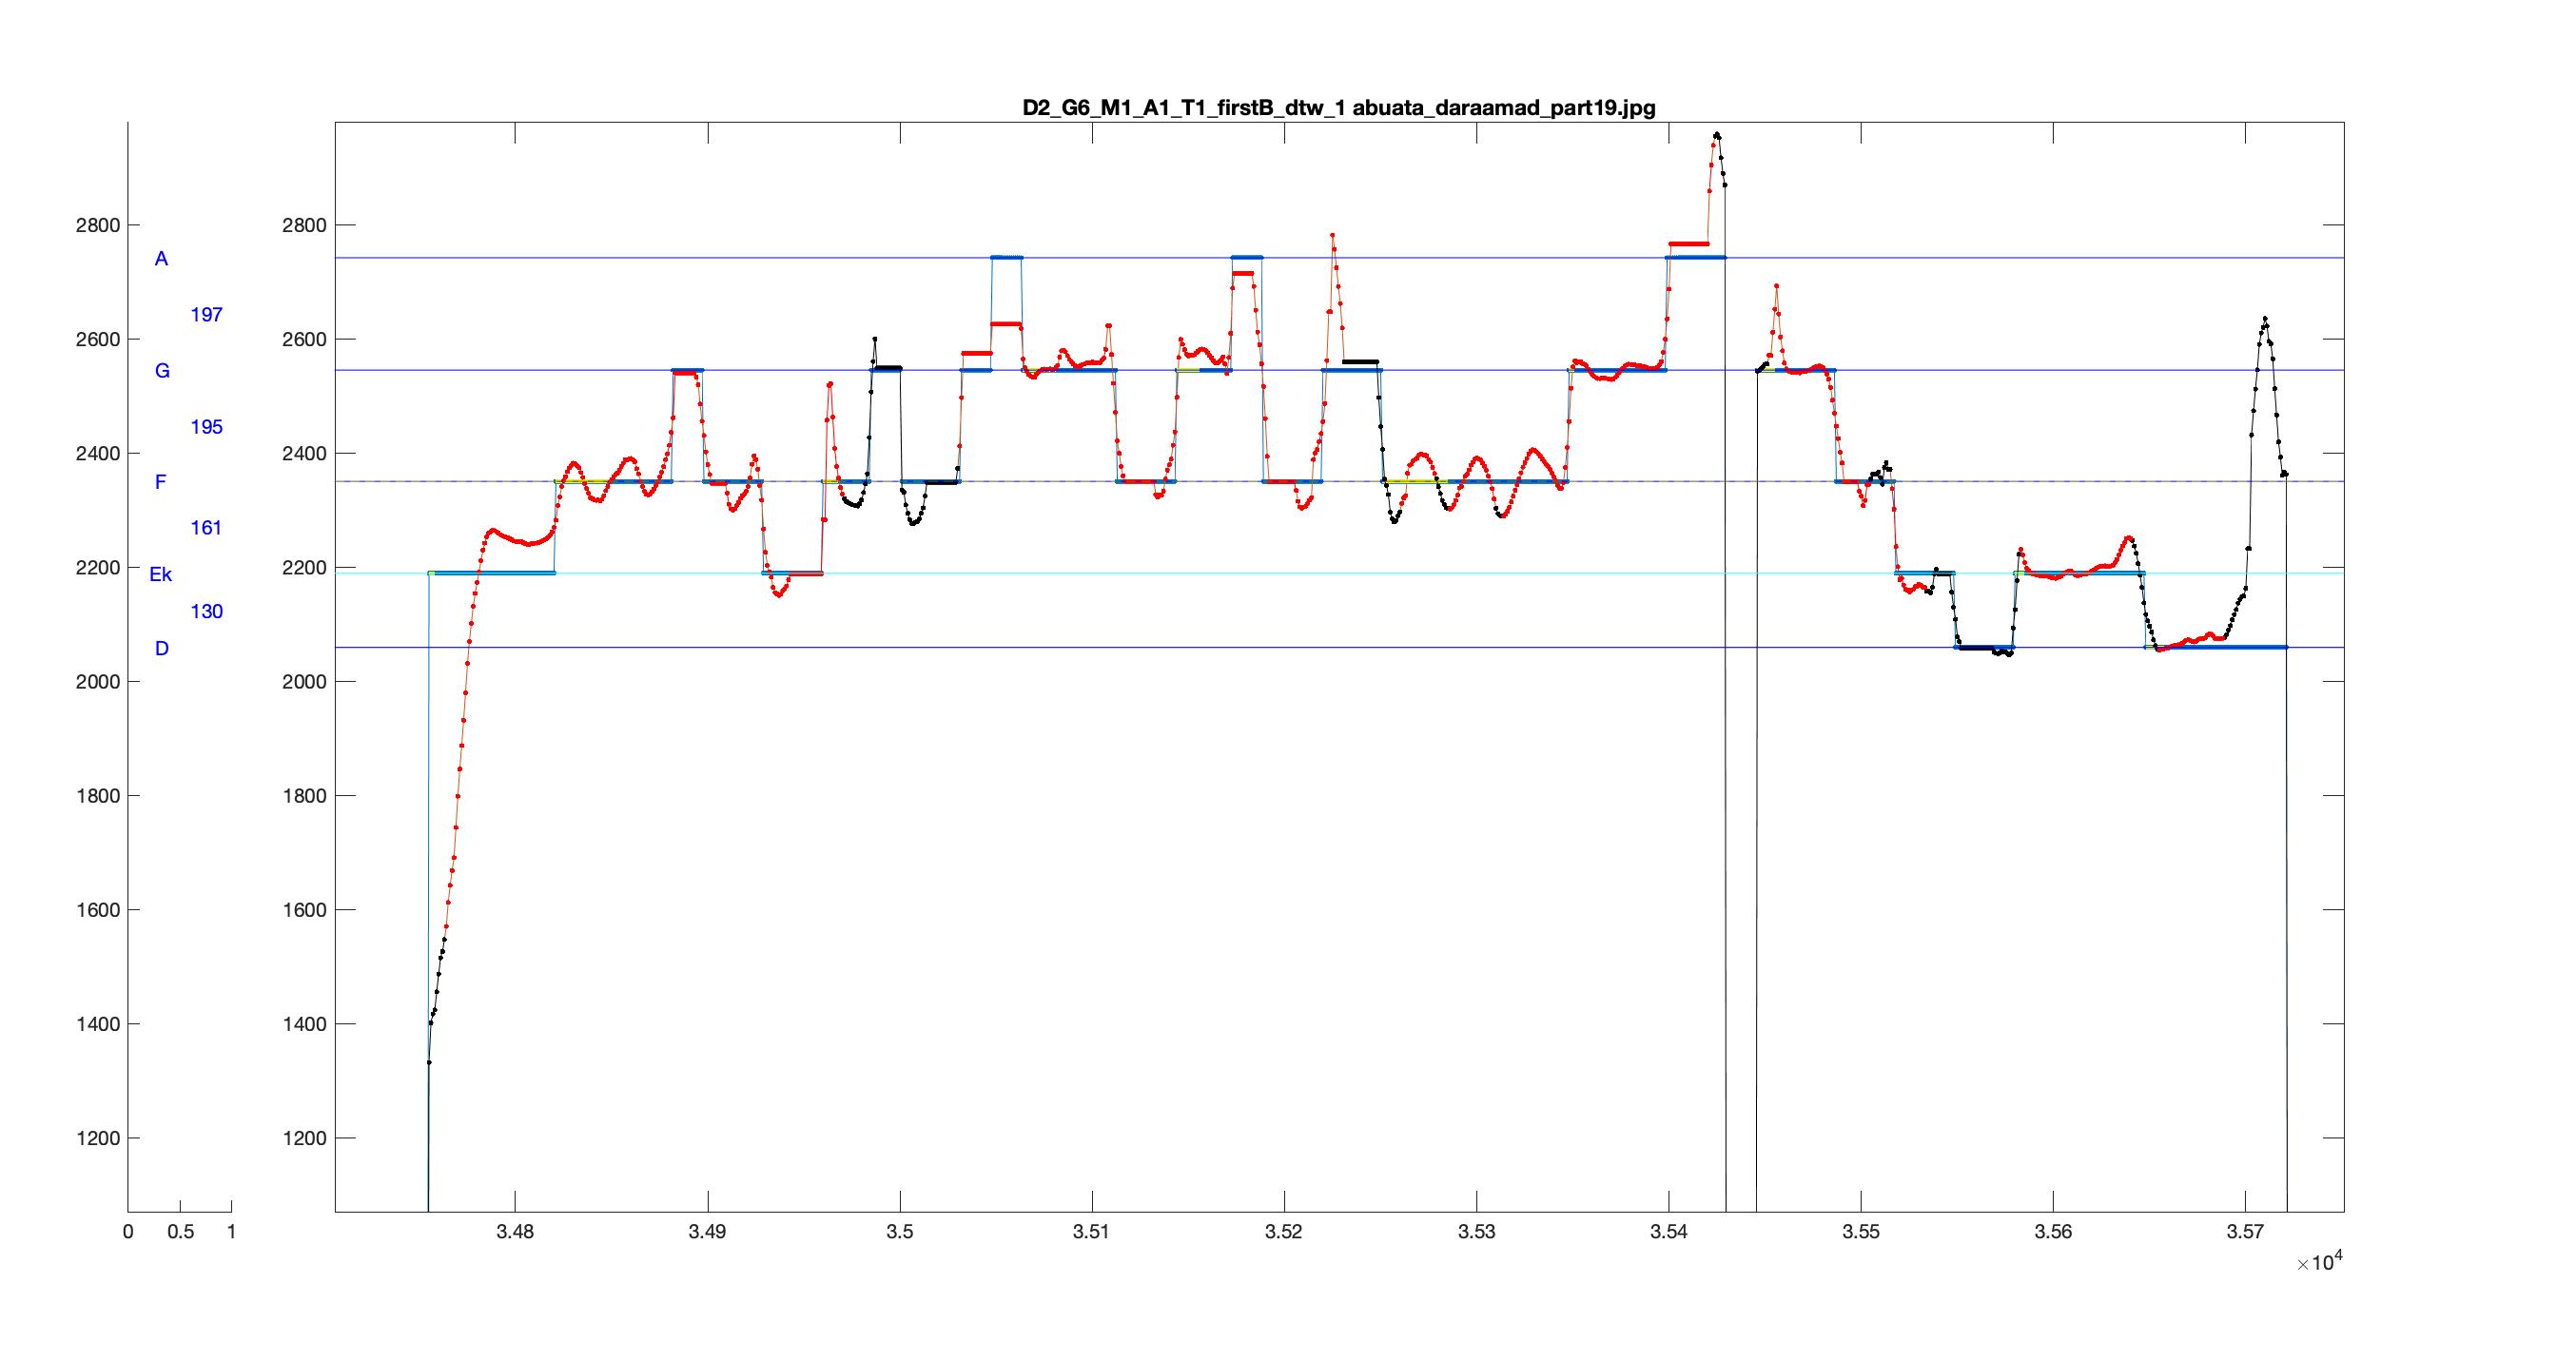 D2_G6_M1_A1_T1_firstB_dtw_1 abuata_daraamad_part19.jpg
2800 2800
A
197
2600 2600
G
195
2400 2400
F
161
2200 Ek 2200
130
D
2000 2000
1800 1800
1600 1600
1400 1400
1200 1200
0 0.5 1 3.48 3.49 3.5 3.51 3.52 3.53 3.54 3.55 3.56 3.57
×10⁴